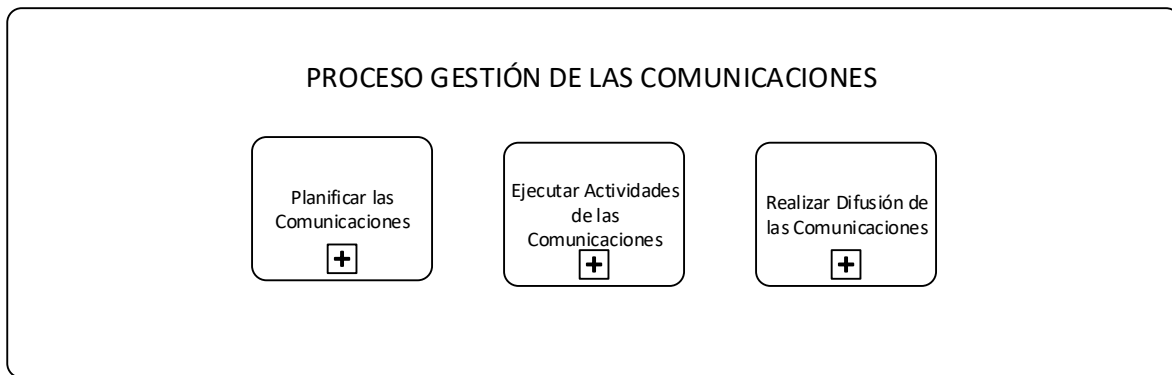 PROCESO GESTIÓN DE LAS COMUNICACIONES
Planificar las
Comunicaciones
Ejecutar Actividades
de las
Comunicaciones
Realizar Difusión de
las Comunicaciones